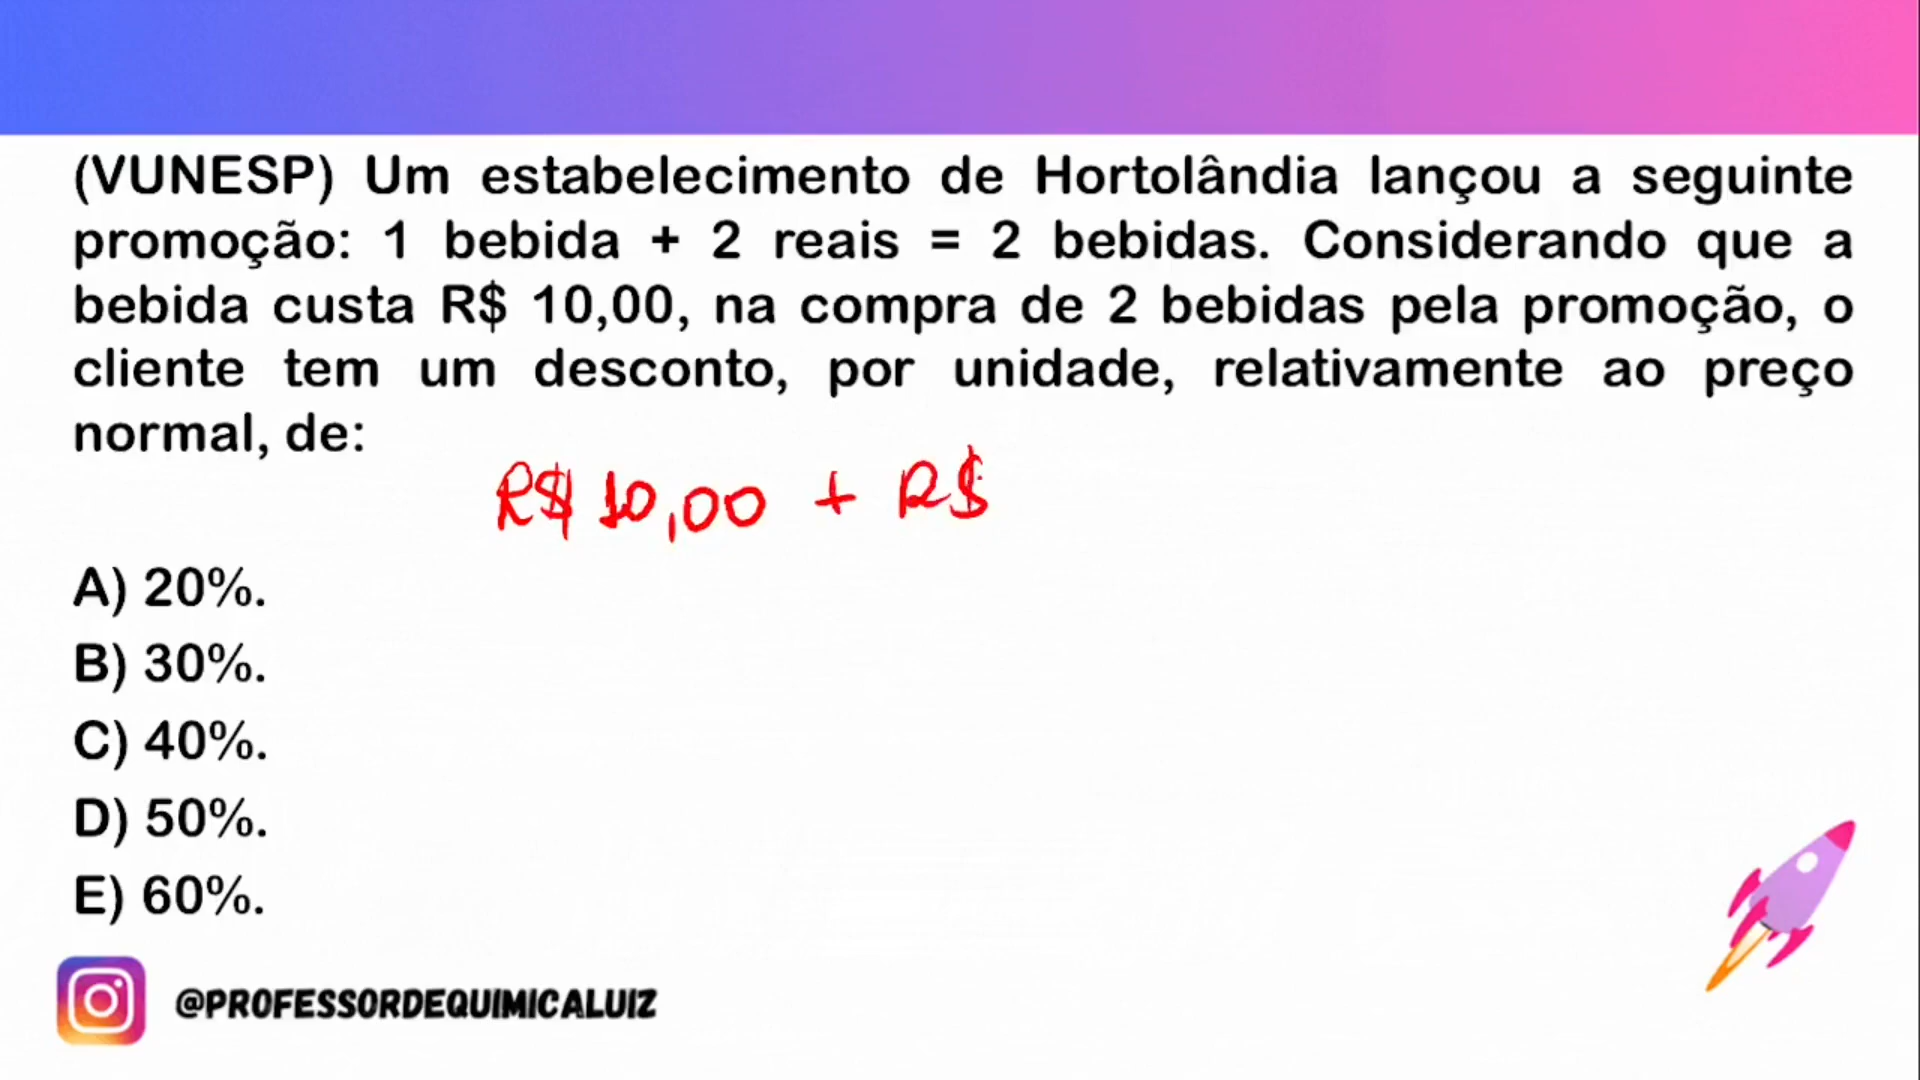 (VUNESP) Um estabelecimento de Hortolândia lançou a seguinte
promoção: 1 bebida + 2 reais = 2 bebidas. Considerando que a
bebida custa R$ 10,00, na compra de 2 bebidas pela promoção, o
cliente tem um desconto, por unidade, relativamente ao preço
normal, de:
R$ 10,00 + R$
A) 20%.
B) 30%.
C) 40%.
D) 50%.
E) 60%.
@PROFESSORDEQUIMICALUIZ